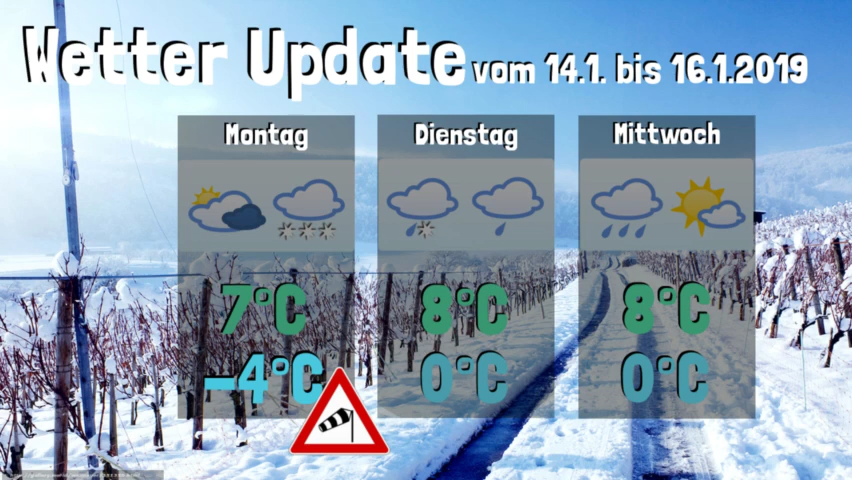 Wetter Update vom 14.1. bis 16.1.2019
Montag Dienstag Mittwoch
7°C 8°C 8°C
-4°C 0°C 0°C